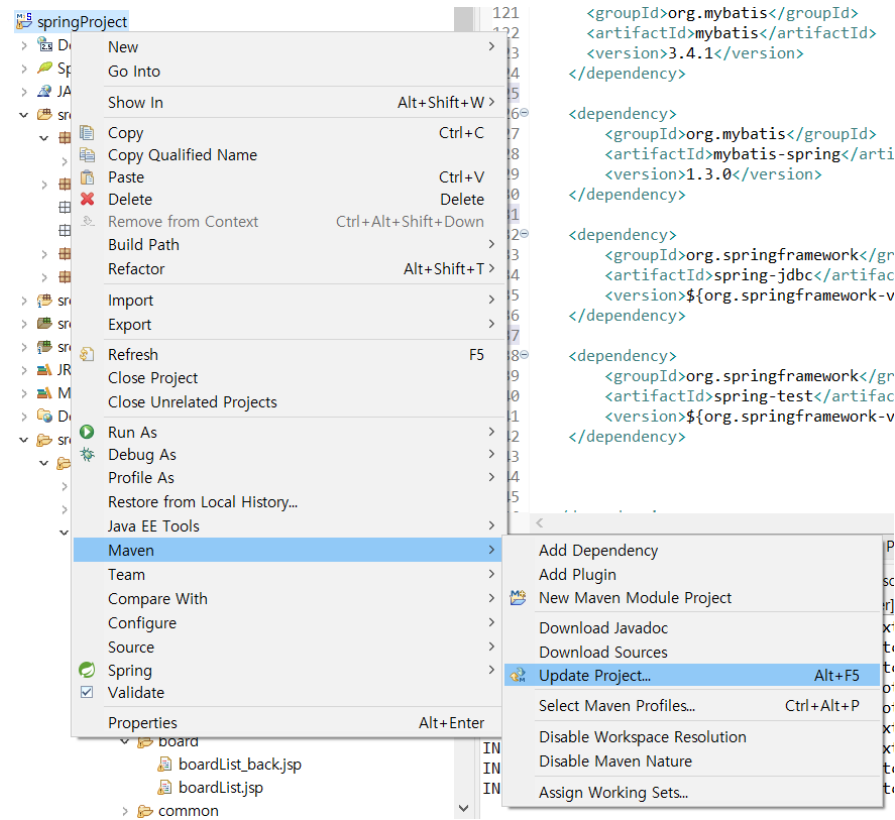 springProject
New
Go Into
Show In Alt+Shift+W
Copy Ctrl+C
Copy Qualified Name
Paste Ctrl+V
Delete Delete
Remove from Context Ctrl+Alt+Shift+Down
Build Path
Refactor Alt+Shift+T
Import
Export
Refresh F5
Close Project
Close Unrelated Projects
Run As
Debug As
Profile As
Restore from Local History...
Java EE Tools
Maven
Team
Compare With
Configure
Source
Spring
Validate
Properties Alt+Enter
board
boardList_back.jsp
boardList.jsp
common
121 <groupId>org.mybatis</groupId>
<artifactId>mybatis</artifactId>
<version>3.4.1</version>
</dependency>
<dependency>
<groupId>org.mybatis</groupId>
<artifactId>mybatis-spring</arti
<version>1.3.0</version>
</dependency>
<dependency>
<groupId>org.springframework</gr
<artifactId>spring-jdbc</artifac
<version>${org.springframework-v
</dependency>
<dependency>
<groupId>org.springframework</gr
<artifactId>spring-test</artifac
<version>${org.springframework-v
</dependency>
Add Dependency
Add Plugin
New Maven Module Project
Download Javadoc
Download Sources
Update Project... Alt+F5
Select Maven Profiles... Ctrl+Alt+P
Disable Workspace Resolution
Disable Maven Nature
Assign Working Sets...